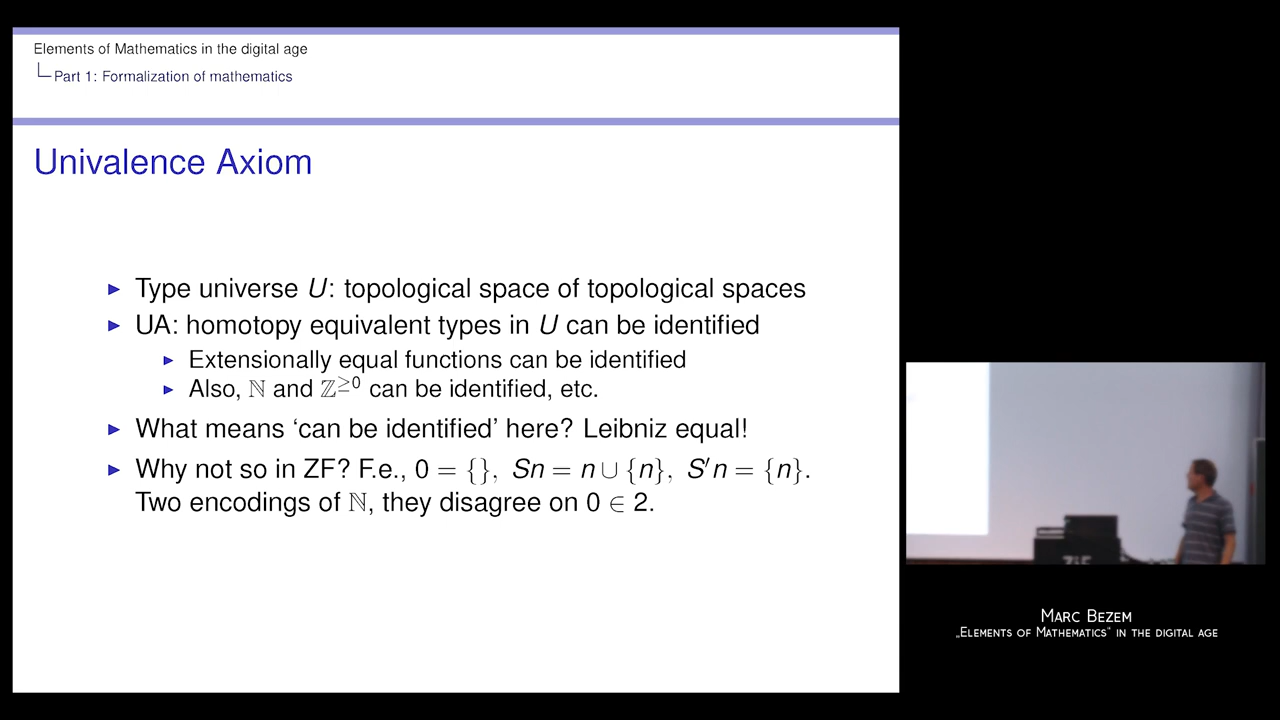 Elements of Mathematics in the digital age
Part 1: Formalization of mathematics
Univalence Axiom
Type universe U: topological space of topological spaces
UA: homotopy equivalent types in U can be identified
Extensionally equal functions can be identified
Also, ℕ and ℤ≥0 can be identified, etc.
What means ‘can be identified’ here? Leibniz equal!
Why not so in ZF? F.e., 0 = {}, Sn = n ∪ {n}, S′n = {n}.
Two encodings of ℕ, they disagree on 0 ∈ 2.
ZiF
Marc Bezem
„Elements of Mathematics“ in the digital age